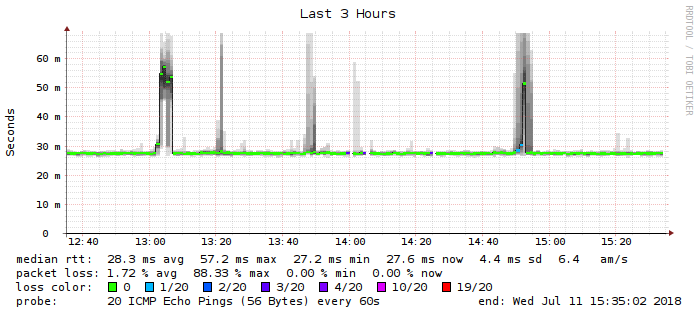 Last 3 Hours
RRDTOOL / TOBI OETIKER
Seconds
60 m
50 m
40 m
30 m
20 m
10 m
0
12:40 13:00 13:20 13:40 14:00 14:20 14:40 15:00 15:20
median rtt: 28.3 ms avg 57.2 ms max 27.2 ms min 27.6 ms now 4.4 ms sd 6.4 am/s
packet loss: 1.72 % avg 88.33 % max 0.00 % min 0.00 % now
loss color: 0 1/20 2/20 3/20 4/20 10/20 19/20
probe: 20 ICMP Echo Pings (56 Bytes) every 60s end: Wed Jul 11 15:35:02 2018